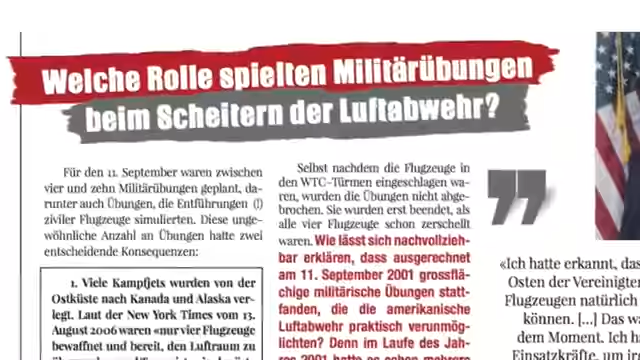 Welche Rolle spielten Militärübungen
beim Scheitern der Luftabwehr?
Für den 11. September waren zwischen
vier und zehn Militärübungen geplant, da-
runter auch Übungen, die Entführungen (!)
ziviler Flugzeuge simulierten. Diese unge-
wöhnliche Anzahl an Übungen hatte zwei
entscheidende Konsequenzen:
1. Viele Kampfjets wurden von der
Ostküste nach Kanada und Alaska ver-
legt. Laut der New York Times vom 13.
August 2006 waren «nur vier Flugzeuge
bewaffnet und bereit, den Luftraum zu
Selbst nachdem die Flugzeuge in
den WTC-Türmen eingeschlagen wa-
ren, wurden die Übungen nicht abge-
brochen. Sie wurden erst beendet, als
alle vier Flugzeuge schon zerschellt
waren. Wie lässt sich nachvollzieh-
bar erklären, dass ausgerechnet
am 11. September 2001 grossflä-
chige militärische Übungen statt-
fanden, die die amerikanische
Luftabwehr praktisch verunmög-
lichten? Denn im Laufe des Jah-
res 2001 hatte es schon mehrere
"
«Ich hatte erkannt, das
Osten der Vereinigten
Flugzeugen natürlich
können. [...] Das wa
dem Moment. Ich h
Einsatzkräfte, um